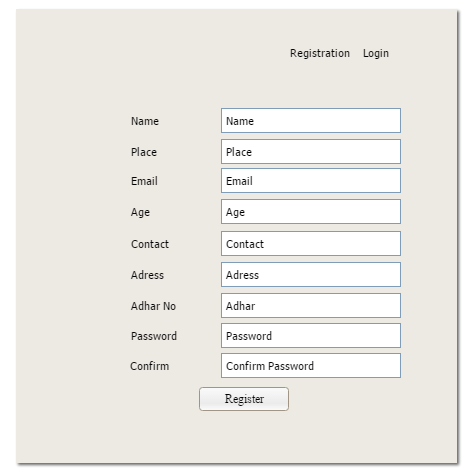 Registration Login
Name Name
Place Place
Email Email
Age Age
Contact Contact
Adress Adress
Adhar No Adhar
Password Password
Confirm Confirm Password
Register